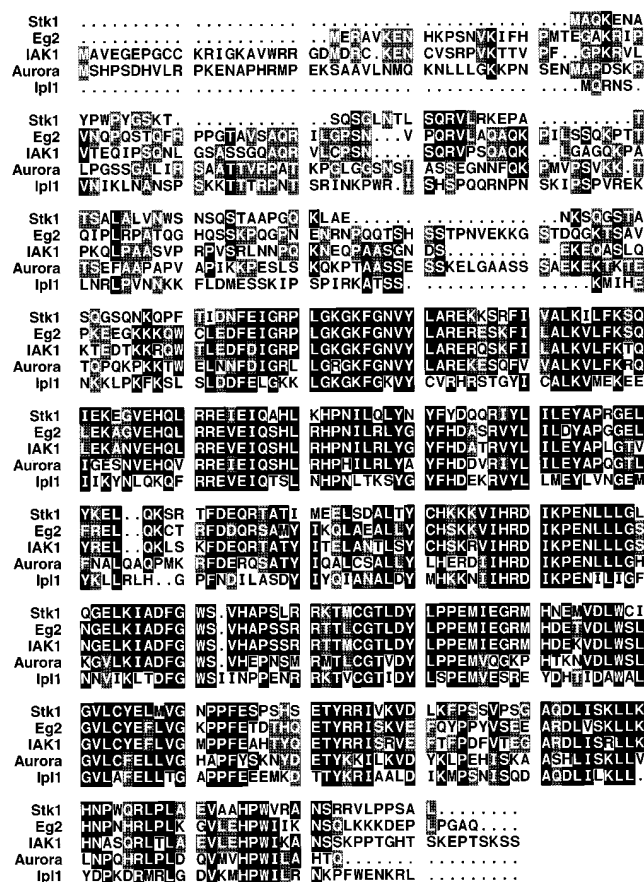 Stk1 .......... .......... .......... .......... ...MAQKENA
Eg2 .......... .......... ..MERAVKEN HKPSNVKIFH PMTEGAKRIP
IAK1 MAVEGEPGCC KRIGKAVWRR GDMDRC.KEN CVSRPVKTTV PF..GPKRVL
Aurora MSHPSDHVLR PKENAPHRMP EKSAAVLNMQ KNLLLGKKPN SENMAPDSKP
Ipl1 .......... .......... .......... .......... ....MQRNS.
Stk1 YPWPYGSKT. .......... ..SQSGLNTL SQRVLRKEPA .........T
Eg2 VNQPQSTQFR PPGTAVSAQR ILGPSN...V PQRVLAQAQK PILSSQKPTT
IAK1 VTEQIPSQNL GSASSGQAQR VLCPSN.... SQRVPSQAQK ..LGAGQKPA
Aurora LPGSSGALIR SAATTVRPAT KPGLGCSNSI ASSEGNNFQK PMVPSVKKTT
Ipl1 VNIKLNANSP SKKTTTRPNT SRINKPWR.I SHSPQQRNPN SKIPSPVREK
Stk1 TSALALVNWS NSQSTAAPGQ KLAE...... .......... ..NKSQGSTA
Eg2 QIPLRPATQG HQSSKPQGPN ENRNPQQTSH SSTPNVEKKG STDQGKTSAV
IAK1 PKQLPAASVP RPVSRLNNPQ KNEQPAASGN DS........ ..EKEQASLQ
Aurora TSEFAAPAPV APIKKPESLS KQKPTAASSE SSKELGAASS SAEKEKTKTE
Ipl1 LNRLPVNNKK FLDMESSKIP SPIRKATSS. .......... .....KMIHE
Stk1 SQGSQNKQPF TIDNFEIGRP LGKGKFGNVY LAREKKSRFI VALKILFKSQ
Eg2 PKEEGKKKQW CLEDFEIGRP LGKGKFGNVY LARERESKFI LALKVLFKSQ
IAK1 KTEDTKKRQW TLEDFDIGRP LGKGKFGNVY LARERQSKFI LALKVLFKTQ
Aurora TQPQKPKKTW ELNNFDIGRL LGRGKFGNVY LAREKESQFV VALKVLFKRQ
Ipl1 NKKLPKFKSL SLDDFELGKK LGKGKFGKVY CVRHRSTGYI CALKVMEKEE
Stk1 IEKEGVEHQL RREIEIQAHL KHPNILQLYN YFYDQQRIYL ILEYAPRGEL
Eg2 LEKAGVEHQL RREVEIQSHL RHPNILRLYG YFHDASRVYL ILDYAPGGEL
IAK1 LEKANVEHQL RREVEIQSHL RHPNILRLYG YFHDATRVYL ILEYAPLGTV
Aurora IGESNVEHQV RREIEIQSHL RHPHILRLYA YFHDDVRIYL ILEYAPQGTL
Ipl1 IIKYNLQKQF RREVEIQTSL NHPNLTKSYG YFHDEKRVYL LMEYLVNGEM
Stk1 YKEL..QKSR TFDEQRTATI MEELSDALTY CHKKKVIHRD IKPENLLLGL
Eg2 FREL..QKCT RFDDQRSAMY IKQLAEALLY CHSKKVIHRD IKPENLLLGS
IAK1 YREL..QKLS KFDEQRTATY ITELANTLSY CHSKRVIHRD IKPENLLLGS
Aurora FNALQAQPMK RFDERQSATY IQALCSALLY LHERDIIHRD IKPENLLLGH
Ipl1 YKLLRLH..G PFNDILASDY IYQIANALDY MHKKNIIHRD IKPENILIGF
Stk1 QGELKIADFG WS.VHAPSLR RKTMCGTLDY LPPEMIEGRM HNEMVDLWCI
Eg2 NGELKIADFG WS.VHAPSSR RTTMCGTLDY LPPEMIEGRM HDETVDLWSL
IAK1 NGELKIADFG WS.VHAPSSR RTTMCGTLDY LPPEMIEGRM HDEKVDLWSL
Aurora KGVLKIADFG WS.VHEPNSM RMTLCGTVDY LPPEMVQGKP HTKNVDLWSL
Ipl1 NNVIKLTDFG WSIINPPENR RKTVCGTIDY LSPEMVESRE YDHTIDAWAL
Stk1 GVLCYELMVG NPPFESPSHS ETYRRIVKVD LKFPSSVPSG AQDLISKLLK
Eg2 GVLCYEFLVG KPPFETDTHQ ETYRRISKVE FQYPPYVSEE ARDLVSKLLK
IAK1 GVLCYEFLVG MPPFEAHTYQ ETYRRISRVE FTFPDFVTEG ARDLISRLLK
Aurora GVLCFELLVG HAPFYSKNYD ETYKKILKVD YKLPEHISKA ASHLISKLLV
Ipl1 GVLAFELLTG APPFEEEMKD TTYKRIAALD IKMPSNISQD AQDLILKLL.
Stk1 HNPWQRLPLA EVAAHPWVRA NSRRVLPPSA L.........
Eg2 HNPNHRLPLK GVLEHPWIIK NSQLKKKDEP LPGAQ.....
IAK1 HNASQRLTLA EVLEHPWIKA NSSKPPTGHT SKEPTSKSS
Aurora LNPQHRLPLD QVMVHPWILA HTQ....... ..........
Ipl1 YDPKDRMRLG DVKMHPWILR NKPFWENKRL ..........